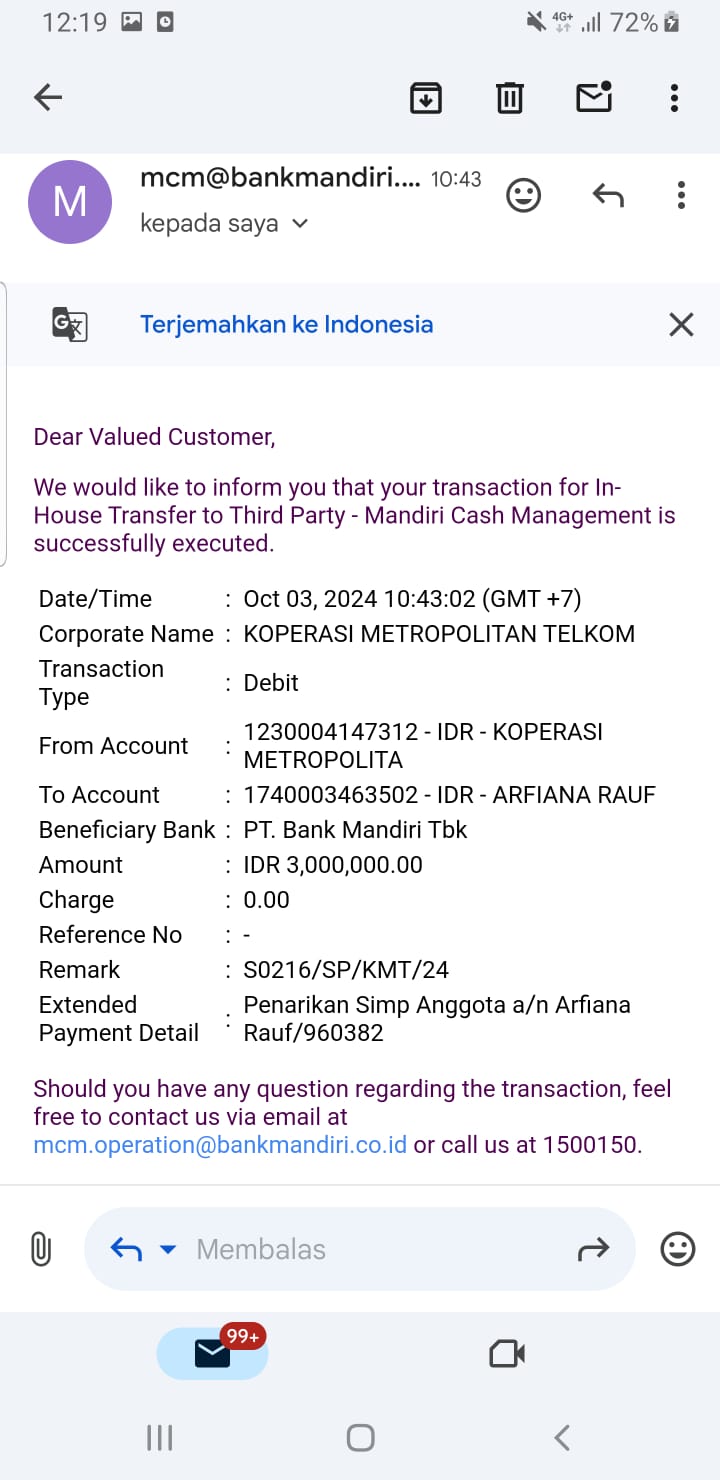 12:19
4G+
72%
M
mcm@bankmandiri.... 10:43
kepada saya
G
Terjemahkan ke Indonesia
Dear Valued Customer,
We would like to inform you that your transaction for In-
House Transfer to Third Party - Mandiri Cash Management is
successfully executed.
Date/Time : Oct 03, 2024 10:43:02 (GMT +7)
Corporate Name : KOPERASI METROPOLITAN TELKOM
Transaction
Type : Debit
From Account : 1230004147312 - IDR - KOPERASI
METROPOLITA
To Account : 1740003463502 - IDR - ARFIANA RAUF
Beneficiary Bank : PT. Bank Mandiri Tbk
Amount : IDR 3,000,000.00
Charge : 0.00
Reference No : -
Remark : S0216/SP/KMT/24
Extended
Payment Detail : Penarikan Simp Anggota a/n Arfiana
Rauf/960382
Should you have any question regarding the transaction, feel
free to contact us via email at
mcm.operation@bankmandiri.co.id or call us at 1500150.
Membalas
99+